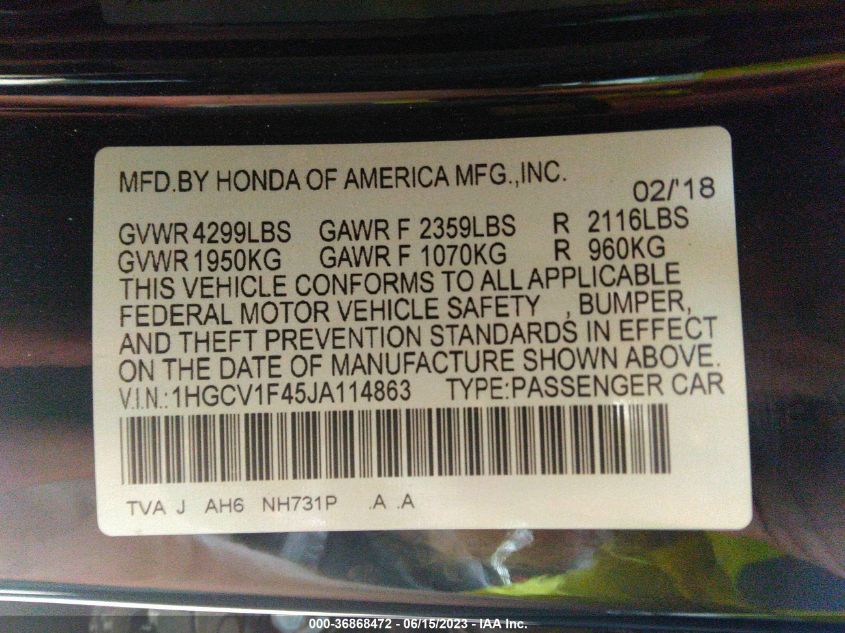 MFD.BY HONDA OF AMERICA MFG.,INC. 02/'18
GVWR 4299LBS GAWR F 2359LBS R 2116LBS
GVWR 1950KG GAWR F 1070KG R 960KG
THIS VEHICLE CONFORMS TO ALL APPLICABLE
FEDERAL MOTOR VEHICLE SAFETY , BUMPER,
AND THEFT PREVENTION STANDARDS IN EFFECT
ON THE DATE OF MANUFACTURE SHOWN ABOVE.
V.I.N.:1HGCV1F45JA114863 TYPE:PASSENGER CAR
TVA J AH6 NH731P .A .A
000-36868472 - 06/15/2023 - IAA Inc.